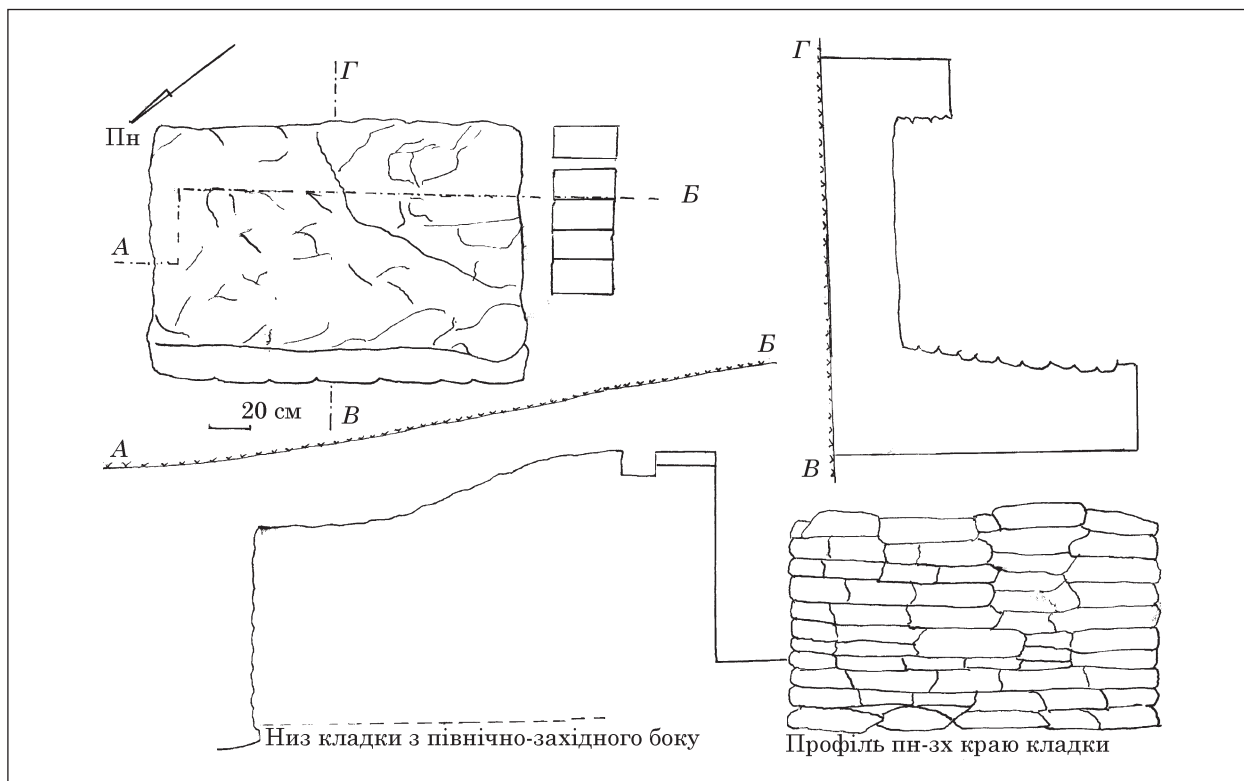 Г
Пн
А
Б
20 см
В
А
Б
Г
В
Низ кладки з північно-західного боку
Профіль пн-зх краю кладки